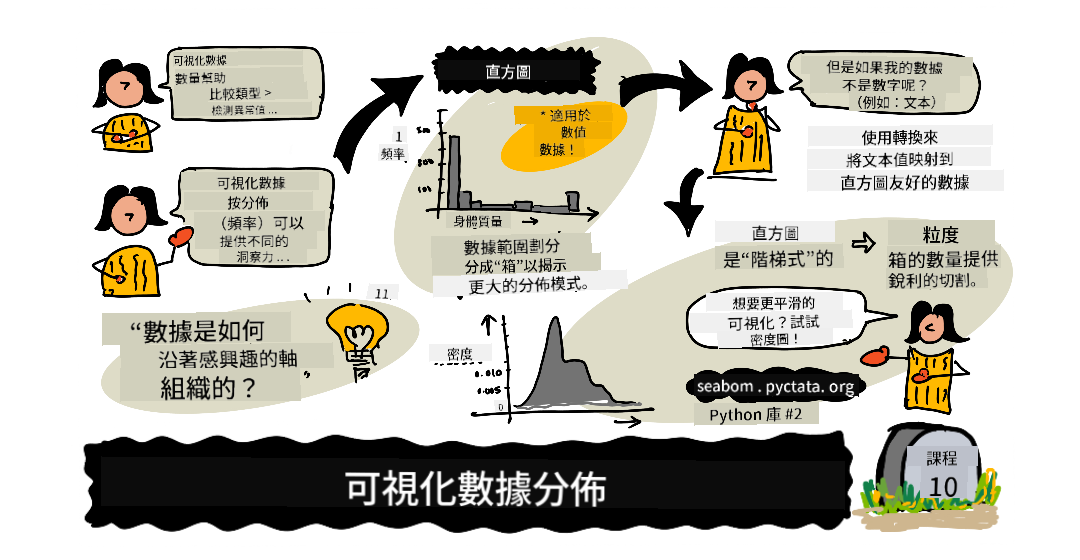 可視化數據
數量幫助
比較類型 >
檢測異常值 ...
可視化數據
按分佈
（頻率）可以
提供不同的
洞察力 ...
“數據是如何
沿著感興趣的軸
組織的？
11
直方圖
* 適用於
數值
數據！
1
頻率
身體質量
數據範圍劃分
分成“箱”以揭示
更大的分佈模式。
密度
0.010
0.005
0
但是如果我的數據
不是數字呢？
（例如：文本）
使用轉換來
將文本值映射到
直方圖友好的數據
直方圖
是“階梯式”的
粒度
箱的數量提供
銳利的切割。
想要更平滑的
可視化？試試
密度圖！
seabom . pyctata. org
Python 庫 #2
可視化數據分佈
課程
10